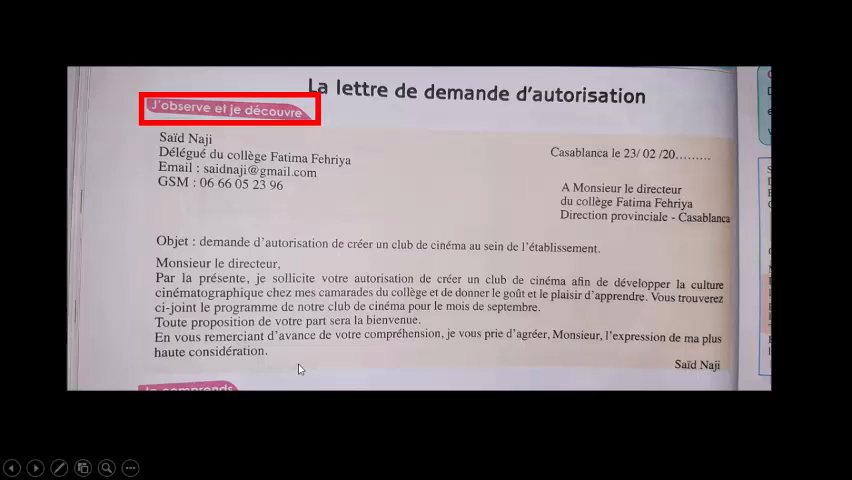 La lettre de demande d'autorisation
J'observe et je découvre
Saïd Naji
Délégué du collège Fatima Fehriya
Email : saidnaji@gmail.com
GSM : 06 66 05 23 96
Casablanca le 23/ 02 /20.........
A Monsieur le directeur
du collège Fatima Fehriya
Direction provinciale - Casablanca
Objet : demande d'autorisation de créer un club de cinéma au sein de l'établissement.
Monsieur le directeur,
Par la présente, je sollicite votre autorisation de créer un club de cinéma afin de développer la culture
cinématographique chez mes camarades du collège et de donner le goût et le plaisir d'apprendre. Vous trouverez
ci-joint le programme de notre club de cinéma pour le mois de septembre.
Toute proposition de votre part sera la bienvenue.
En vous remerciant d'avance de votre compréhension, je vous prie d'agréer, Monsieur, l'expression de ma plus
haute considération.
Saïd Naji
Je comprends